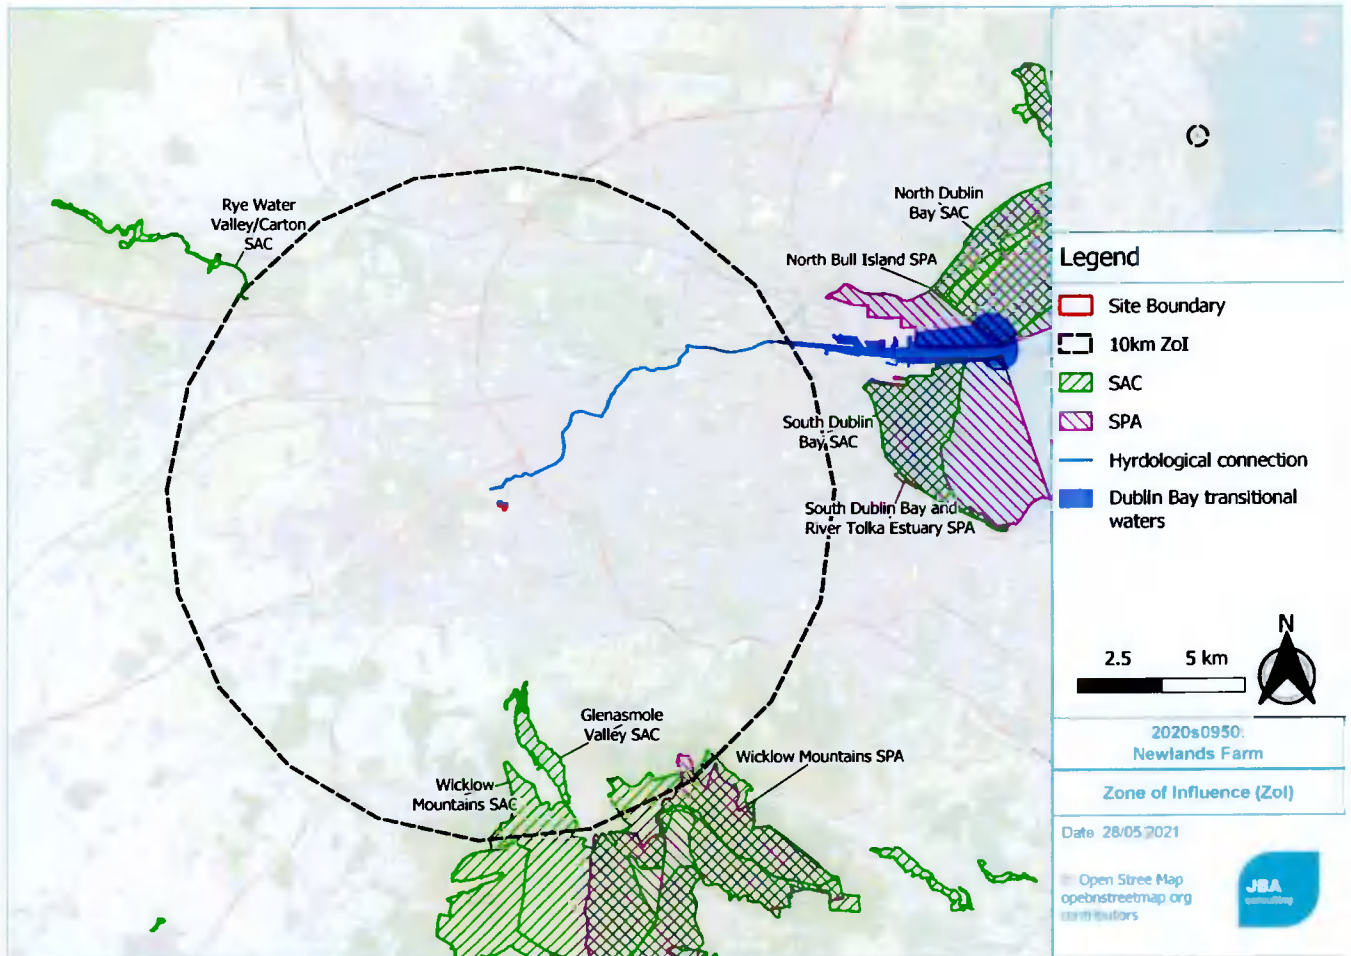 Rye Water
Valley/Carton
SAC
North Dublin
Bay SAC
North Bull Island SPA
South Dublin
Bay SAC
South Dublin Bay and
River Tolka Estuary SPA
Glenasmole
Valley SAC
Wicklow
Mountains SAC
Wicklow Mountains SPA
Legend
Site Boundary
10km ZoI
SAC
SPA
Hyrdological connection
Dublin Bay transitional
waters
N
2.5 5 km
2020s0950:
Newlands Farm
Zone of Influence (ZoI)
Date 28/05/2021
Open Stree Map
opebnstreetmap org
contributors
JBA
consulting